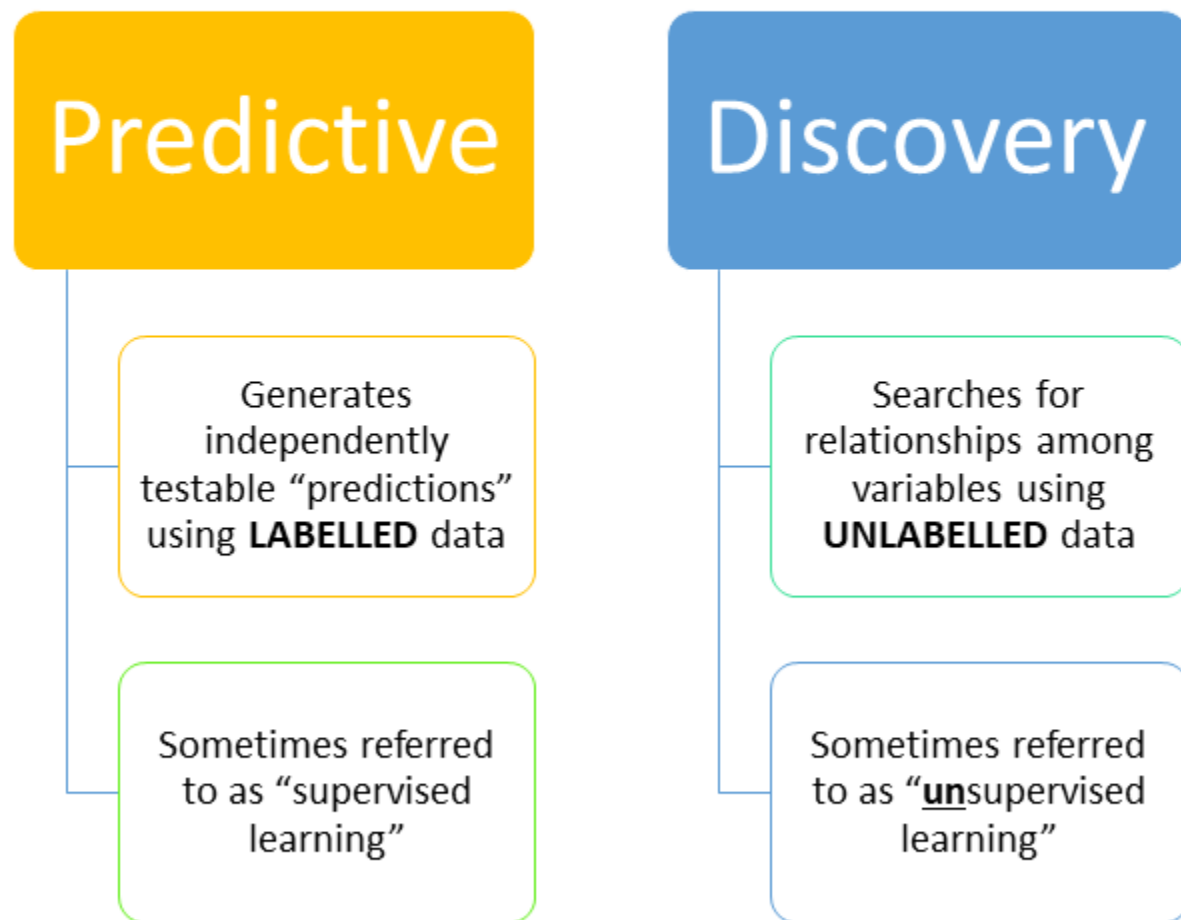 Predictive
Generates
independently
testable “predictions”
using LABELLED data
Sometimes referred
to as “supervised
learning”
Discovery
Searches for
relationships among
variables using
UNLABELLED data
Sometimes referred
to as “unsupervised
learning”